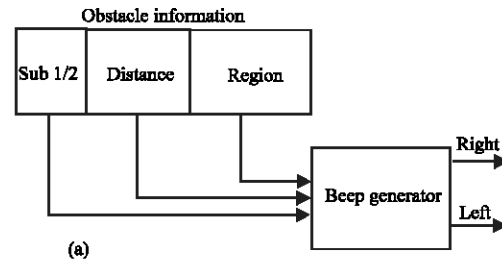 Obstacle information
Sub 1/2 Distance Region
Right
Beep generator
Left
(a)